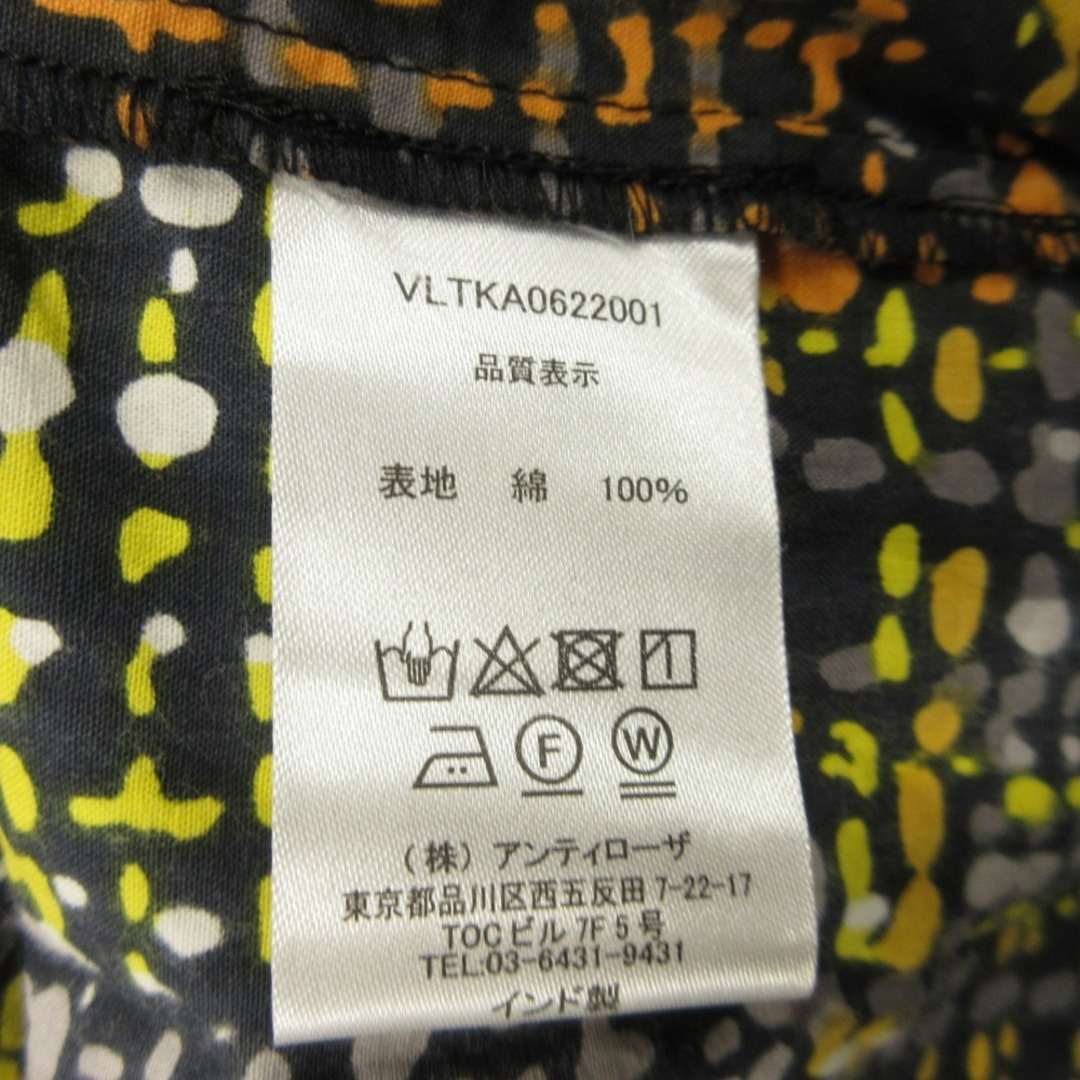 VLTKA0622001
品質表示
表地 綿 100%
F W
(株) アンティローザ
東京都品川区西五反田 7-22-17
TOC ビル 7F 5 号
TEL:03-6431-9431
インド製